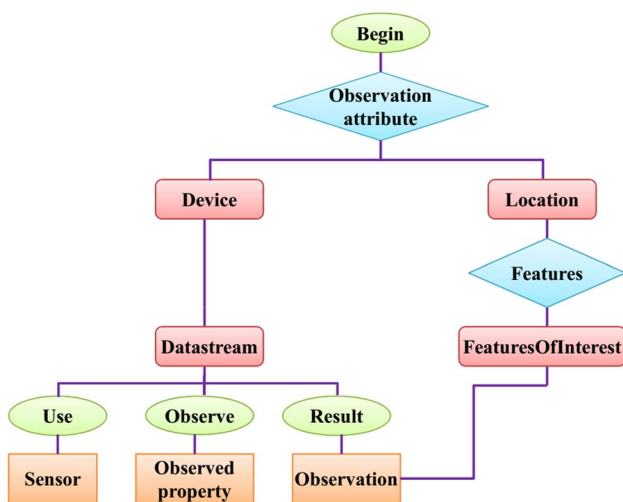 Begin
Observation
attribute
Device
Location
Features
Datastream
FeaturesOfInterest
Use
Observe
Result
Sensor
Observed
property
Observation